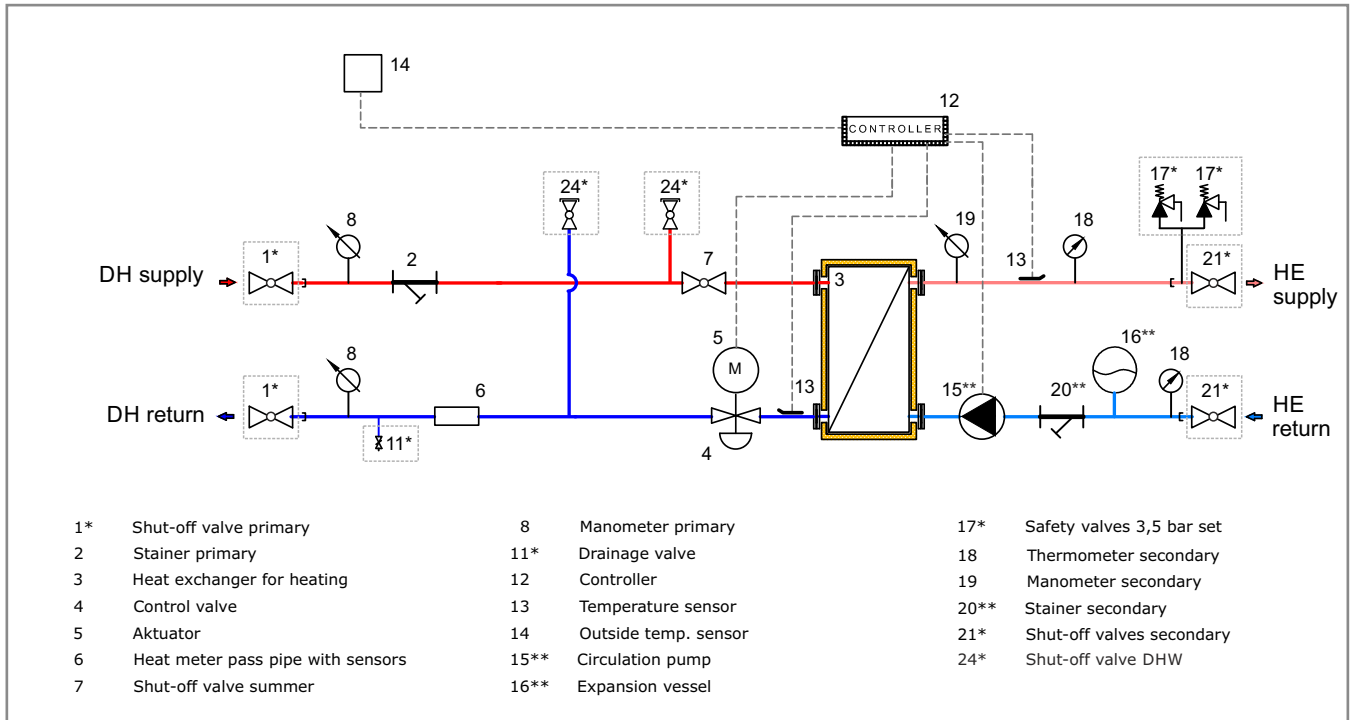 14
12
CONTROLLER
24*
24*
17*
17*
8
19
18
1*
2
7
13
21*
DH supply
3
HE
supply
5
M
16**
8
13
15**
20**
18
1*
6
21*
DH return
HE
return
11*
4
1* Shut-off valve primary
2 Stainer primary
3 Heat exchanger for heating
4 Control valve
5 Aktuator
6 Heat meter pass pipe with sensors
7 Shut-off valve summer
8 Manometer primary
11* Drainage valve
12 Controller
13 Temperature sensor
14 Outside temp. sensor
15** Circulation pump
16** Expansion vessel
17* Safety valves 3,5 bar set
18 Thermometer secondary
19 Manometer secondary
20** Stainer secondary
21* Shut-off valves secondary
24* Shut-off valve DHW